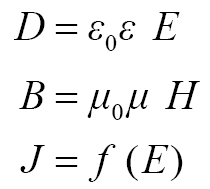 D = ε₀ε E
B = μ₀μ H
J = f (E)